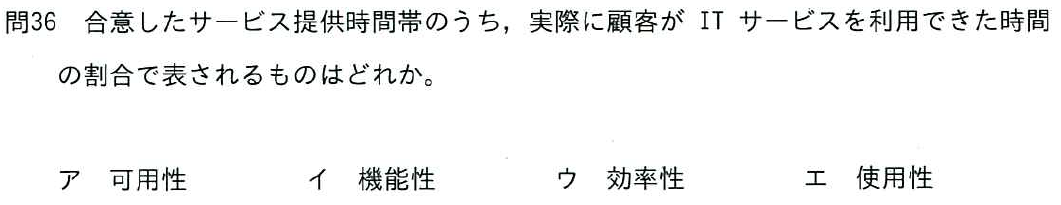 問36 合意したサービス提供時間帯のうち，実際に顧客が IT サービスを利用できた時間
の割合で表されるものはどれか。
ア 可用性 イ 機能性 ウ 効率性 エ 使用性